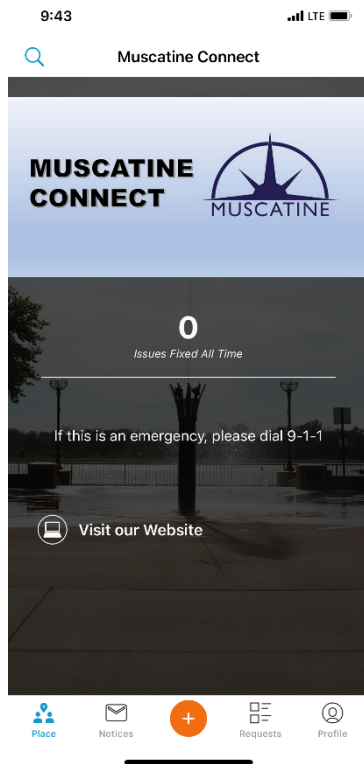 9:43
LTE
Muscatine Connect
MUSCATINE
CONNECT
MUSCATINE
0
Issues Fixed All Time
If this is an emergency, please dial 9-1-1
Visit our Website
Place
Notices
Requests
Profile